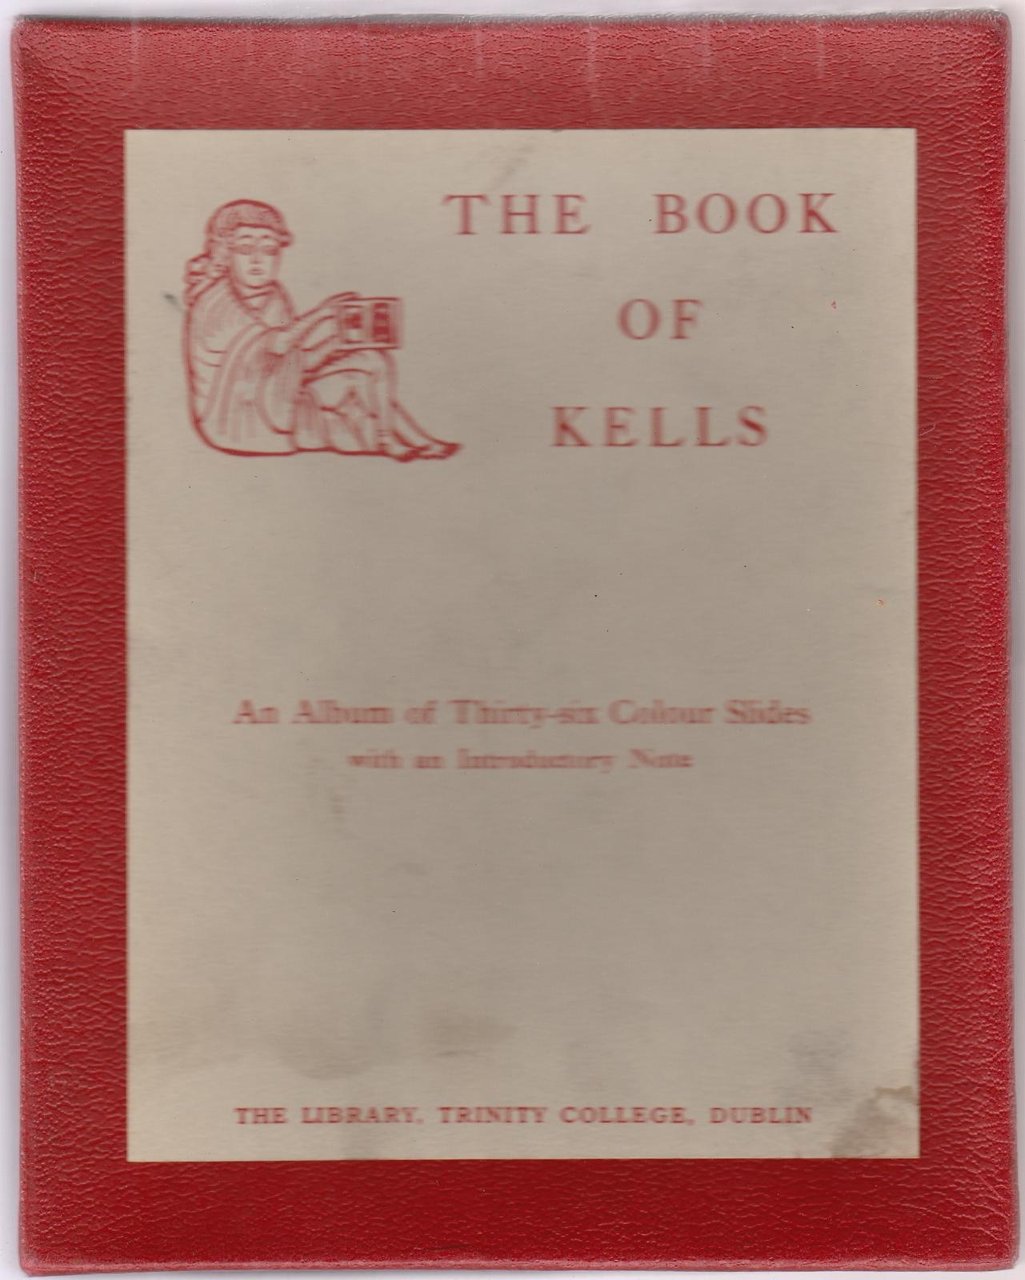 THE BOOK
OF
KELLS
An Album of Thirty-six Colour Slides
with an Introductory Note
THE LIBRARY, TRINITY COLLEGE, DUBLIN